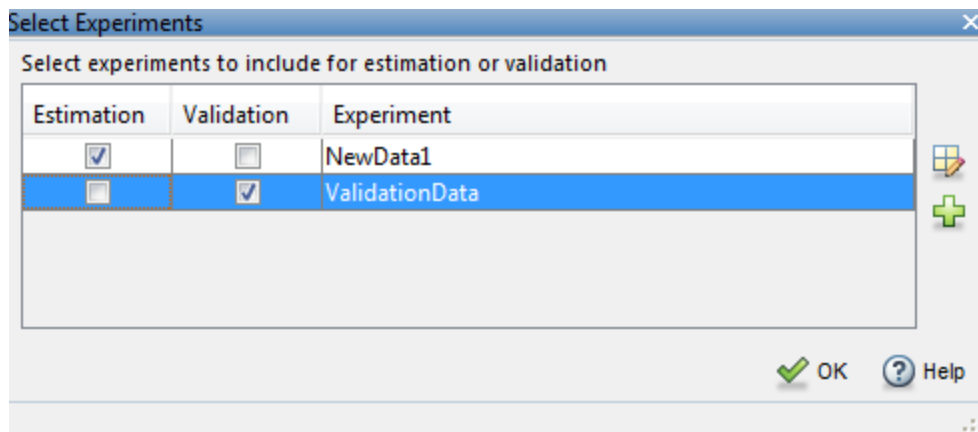 Select Experiments
Select experiments to include for estimation or validation
Estimation Validation Experiment
NewData1
ValidationData
OK Help